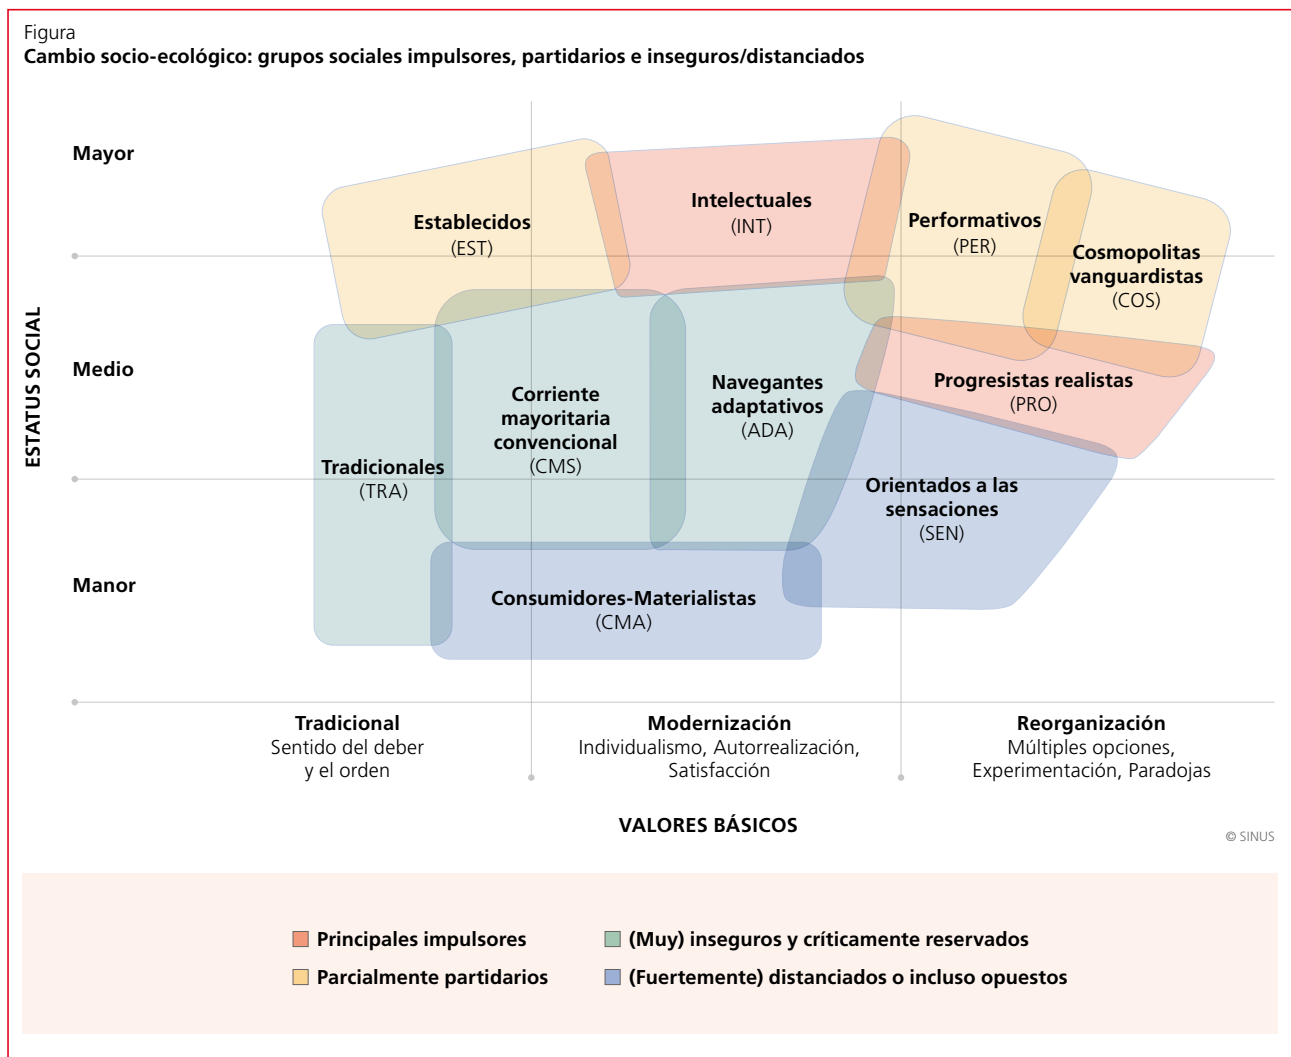 Figura
Cambio socio-ecológico: grupos sociales impulsores, partidarios e inseguros/distanciados
ESTATUS SOCIAL
Mayor
Medio
Manor
Establecidos
(EST)
Intelectuales
(INT)
Performativos
(PER)
Cosmopolitas
vanguardistas
(COS)
Tradicionales
(TRA)
Corriente
mayoritaria
convencional
(CMS)
Navegantes
adaptativos
(ADA)
Progresistas realistas
(PRO)
Orientados a las
sensaciones
(SEN)
Consumidores-Materialistas
(CMA)
Tradicional
Sentido del deber
y el orden
Modernización
Individualismo, Autorrealización,
Satisfacción
Reorganización
Múltiples opciones,
Experimentación, Paradojas
VALORES BÁSICOS
© SINUS
Principales impulsores
Parcialmente partidarios
(Muy) inseguros y críticamente reservados
(Fuertemente) distanciados o incluso opuestos